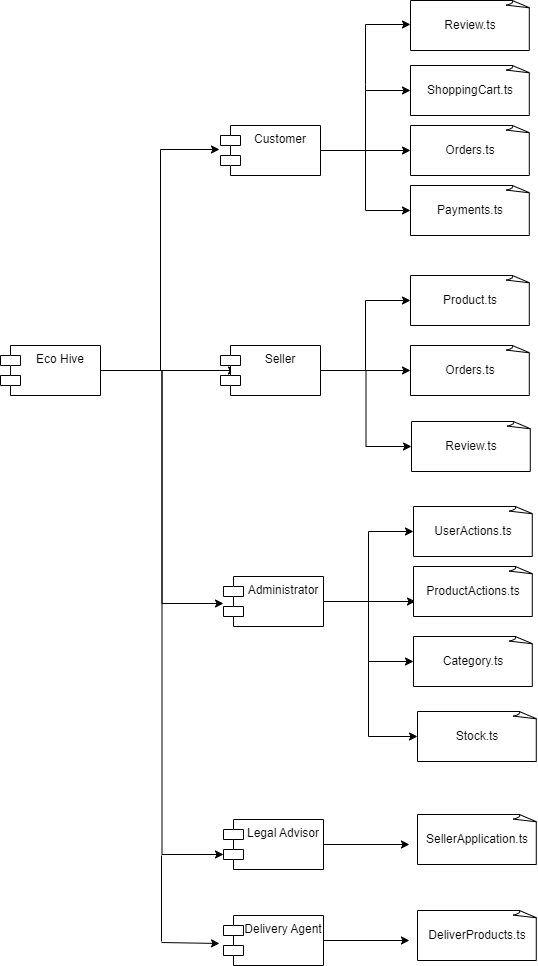 Review.ts
ShoppingCart.ts
Customer
Orders.ts
Payments.ts
Product.ts
Eco Hive
Seller
Orders.ts
Review.ts
UserActions.ts
Administrator
ProductActions.ts
Category.ts
Stock.ts
Legal Advisor
SellerApplication.ts
Delivery Agent
DeliverProducts.ts